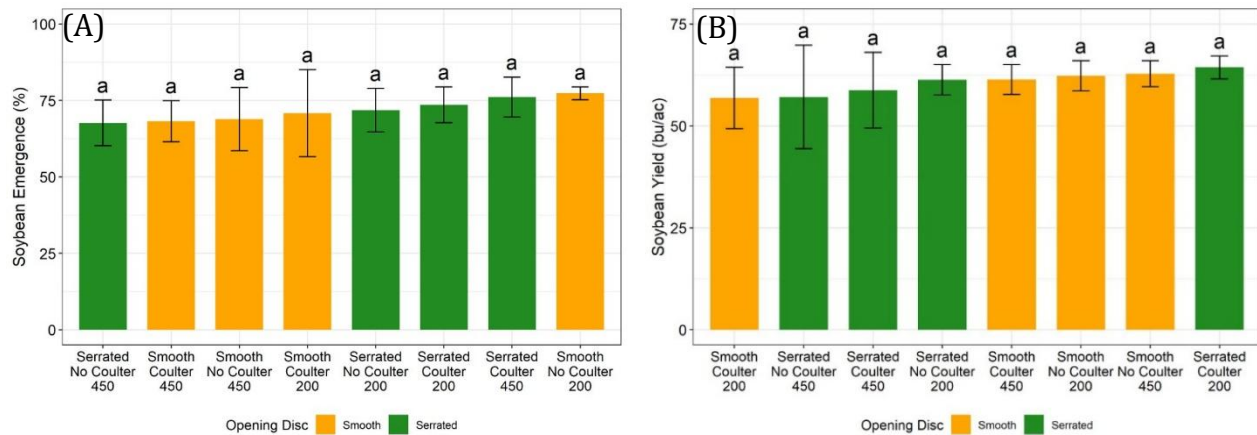 (A)
100
75
50
25
0
Soybean Emergence (%)
a a a a a a a a
Serrated No Coulter 450
Smooth Coulter 450
Smooth No Coulter 450
Smooth Coulter 200
Serrated No Coulter 200
Serrated Coulter 200
Serrated Coulter 450
Smooth No Coulter 200
Opening Disc Smooth Serrated
(B)
75
50
25
0
Soybean Yield (bu/ac)
a a a a a a a a
Smooth Coulter 200
Serrated No Coulter 450
Serrated Coulter 450
Serrated No Coulter 200
Smooth Coulter 450
Smooth No Coulter 200
Smooth No Coulter 450
Serrated Coulter 200
Opening Disc Smooth Serrated